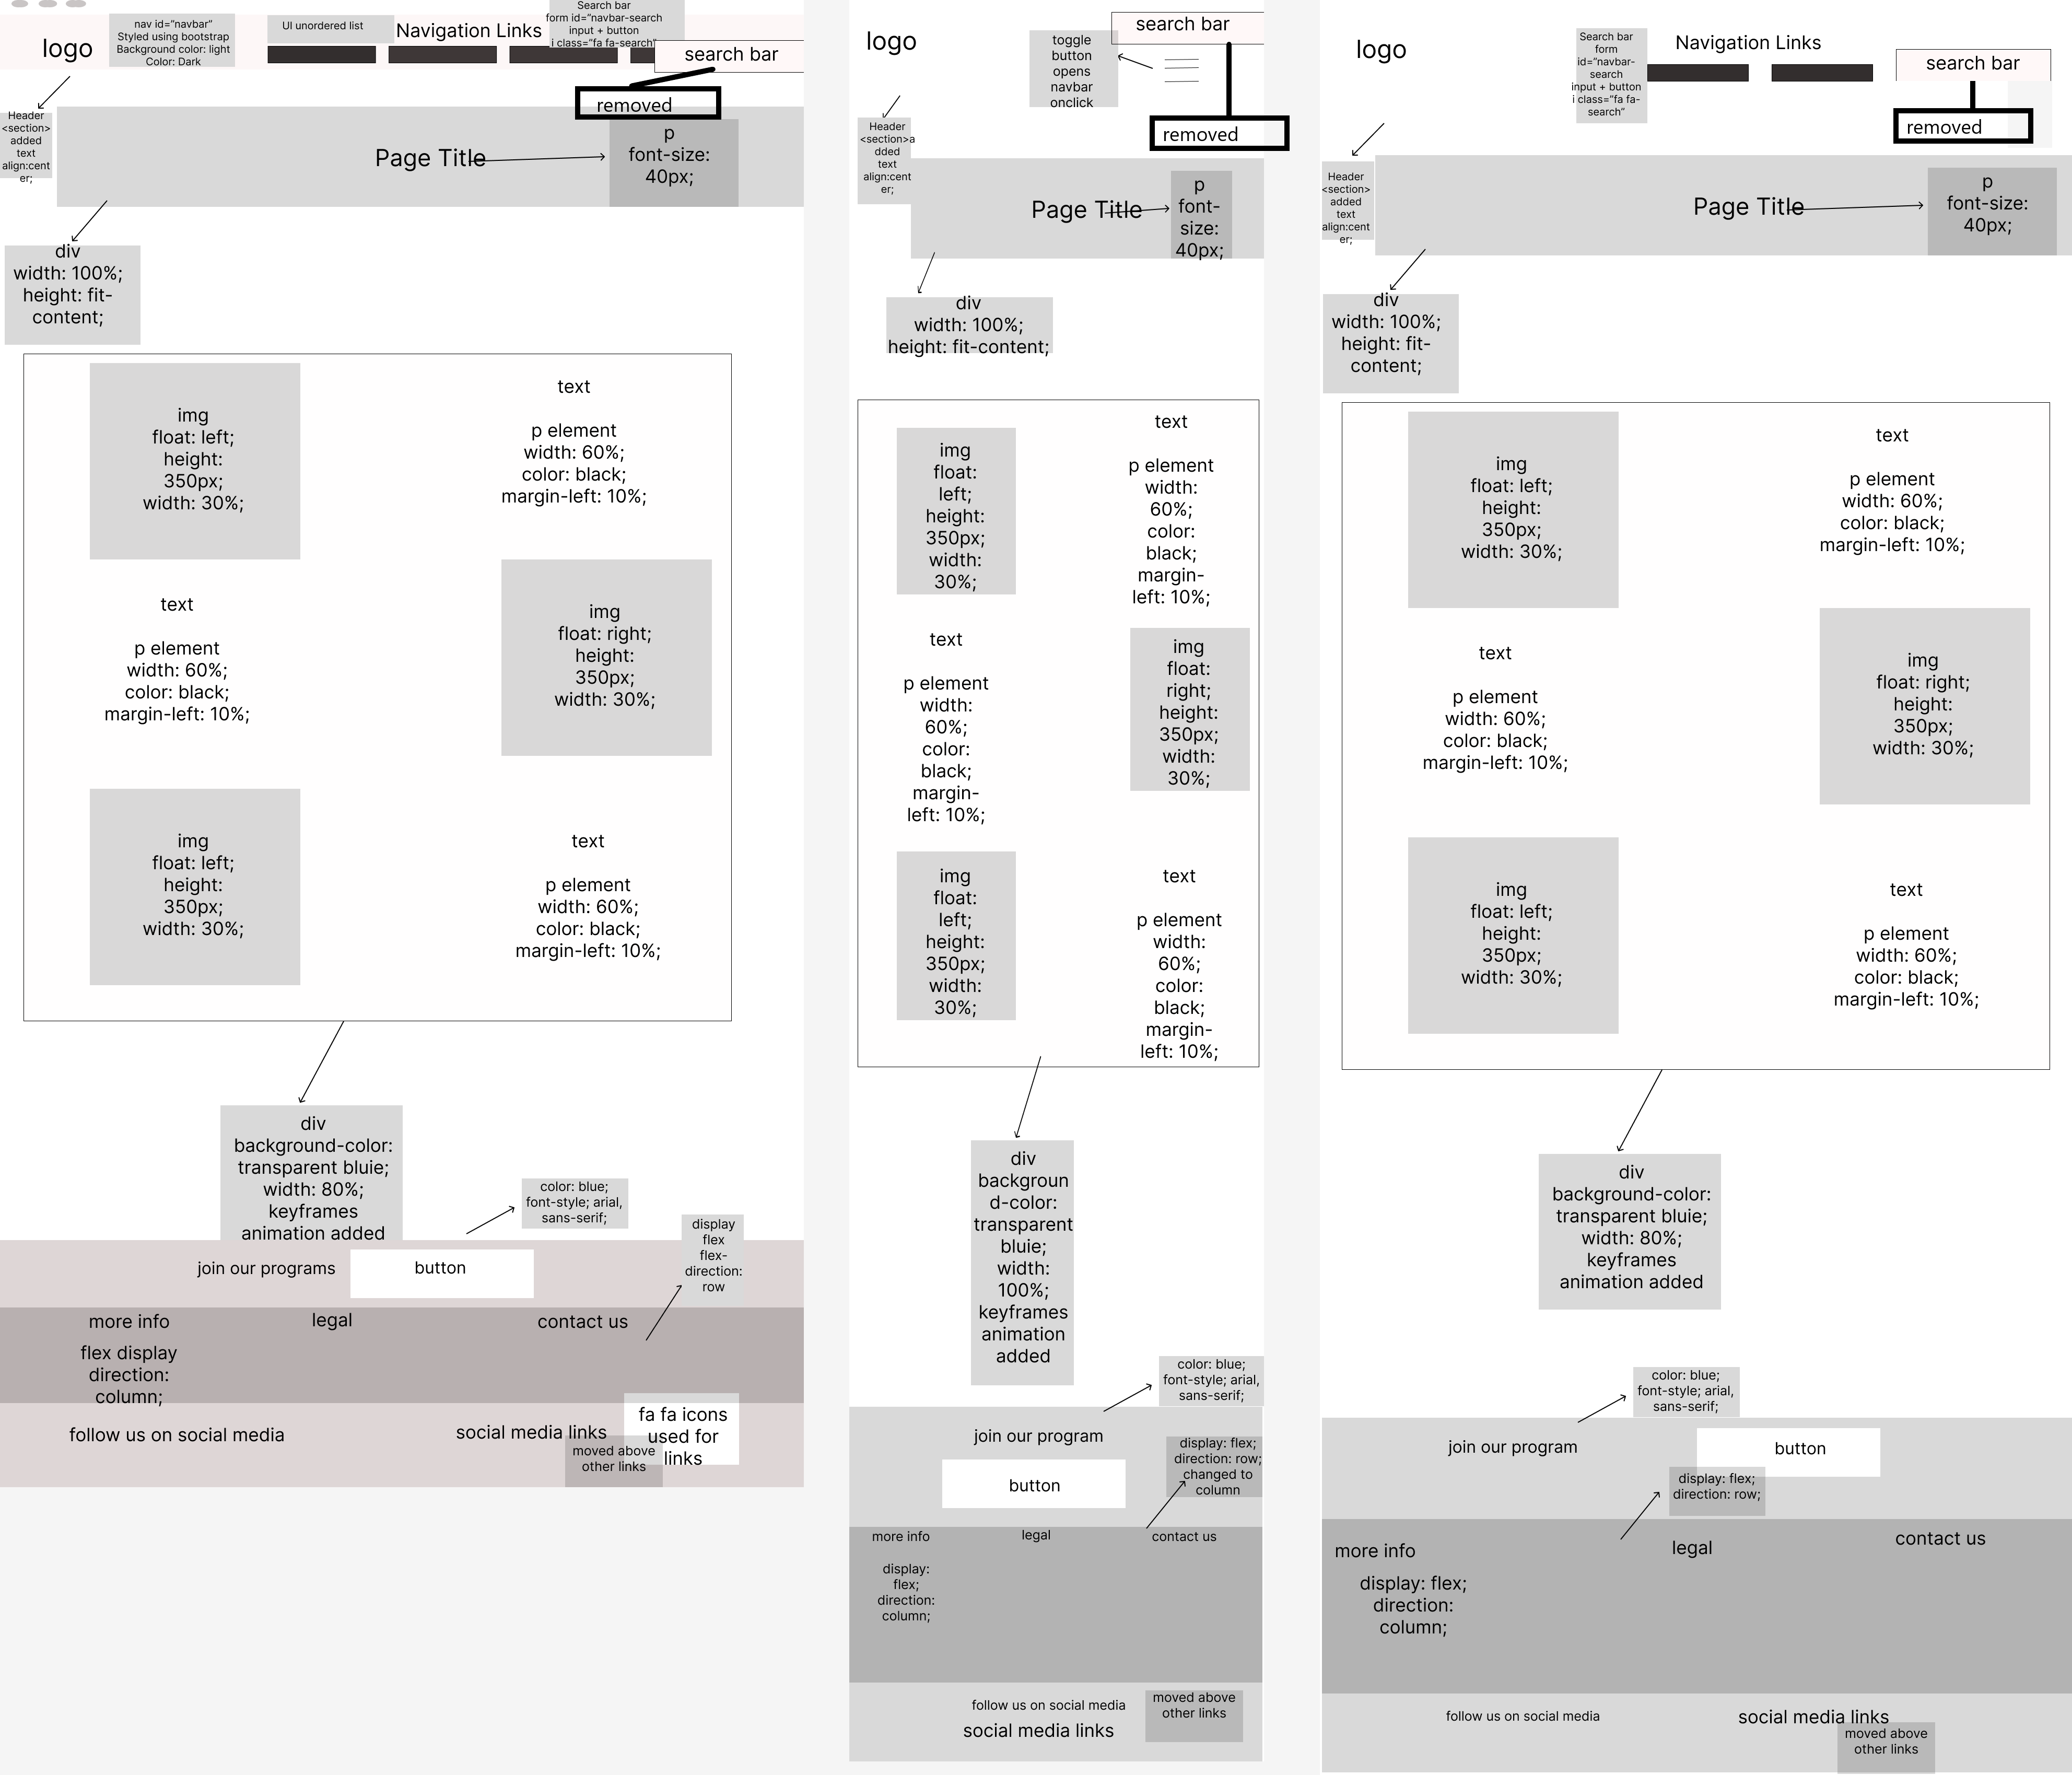 logo
nav id="navbar"
Styled using bootstrap
Background color: light
Color: Dark
UI unordered list
Navigation Links
Search bar
form id="navbar-search
input + button
i class="fa fa-search"
search bar
removed
Header
<section>
added
text
align:cent
er;
Page Title
p
font-size:
40px;
div
width: 100%;
height: fit-
content;
img
float: left;
height:
350px;
width: 30%;
text
p element
width: 60%;
color: black;
margin-left: 10%;
text
p element
width: 60%;
color: black;
margin-left: 10%;
img
float: right;
height:
350px;
width: 30%;
img
float: left;
height:
350px;
width: 30%;
text
p element
width: 60%;
color: black;
margin-left: 10%;
div
background-color:
transparent bluie;
width: 80%;
keyframes
animation added
color: blue;
font-style; arial,
sans-serif;
display
flex
flex-
direction:
row
join our programs
button
more info
legal
contact us
flex display
direction:
column;
follow us on social media
social media links
fa fa icons
used for
links
moved above
other links
logo
toggle
button
opens
navbar
onclick
search bar
removed
Header
<section>a
dded
text
align:cent
er;
Page Title
p
font-
size:
40px;
div
width: 100%;
height: fit-content;
img
float:
left;
height:
350px;
width:
30%;
text
p element
width:
60%;
color:
black;
margin-
left: 10%;
text
p element
width:
60%;
color:
black;
margin-
left: 10%;
img
float:
right;
height:
350px;
width:
30%;
img
float:
left;
height:
350px;
width:
30%;
text
p element
width:
60%;
color:
black;
margin-
left: 10%;
div
backgroun
d-color:
transparent
bluie;
width:
100%;
keyframes
animation
added
color: blue;
font-style; arial,
sans-serif;
join our program
button
display: flex;
direction: row;
changed to
column
more info
legal
contact us
display:
flex;
direction:
column;
follow us on social media
social media links
moved above
other links
logo
Search bar
form
id="navbar-
search
input + button
i class="fa fa-
search"
Navigation Links
search bar
removed
Header
<section>
added
text
align:cent
er;
Page Title
p
font-size:
40px;
div
width: 100%;
height: fit-
content;
img
float: left;
height:
350px;
width: 30%;
text
p element
width: 60%;
color: black;
margin-left: 10%;
text
p element
width: 60%;
color: black;
margin-left: 10%;
img
float: right;
height:
350px;
width: 30%;
img
float: left;
height:
350px;
width: 30%;
text
p element
width: 60%;
color: black;
margin-left: 10%;
div
background-color:
transparent bluie;
width: 80%;
keyframes
animation added
color: blue;
font-style; arial,
sans-serif;
join our program
button
display: flex;
direction: row;
more info
legal
contact us
display: flex;
direction:
column;
follow us on social media
social media links
moved above
other links